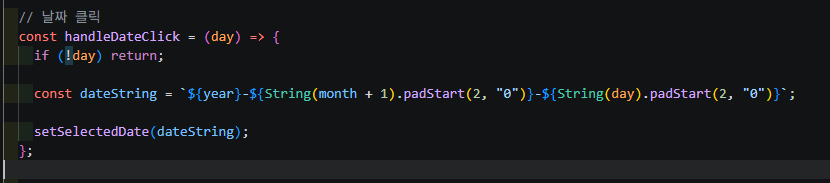 // 날짜 클릭
const handleDateClick = (day) => {
if (!day) return;
const dateString = `${year}-${String(month + 1).padStart(2, "0")}-${String(day).padStart(2, "0")}`;
setSelectedDate(dateString);
};